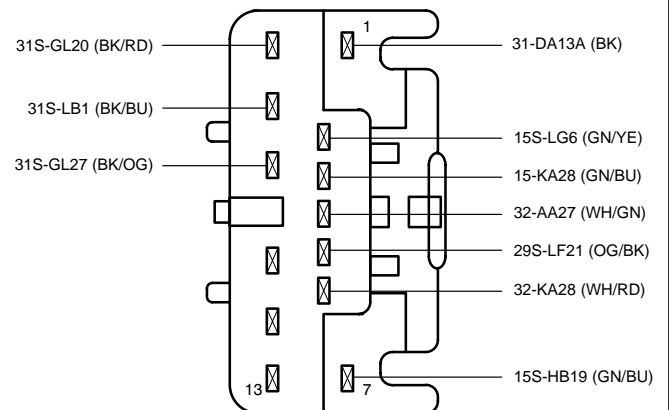 1
31S-GL20 (BK/RD)
31-DA13A (BK)
31S-LB1 (BK/BU)
15S-LG6 (GN/YE)
31S-GL27 (BK/OG)
15-KA28 (GN/BU)
32-AA27 (WH/GN)
29S-LF21 (OG/BK)
32-KA28 (WH/RD)
15S-HB19 (GN/BU)
13
7